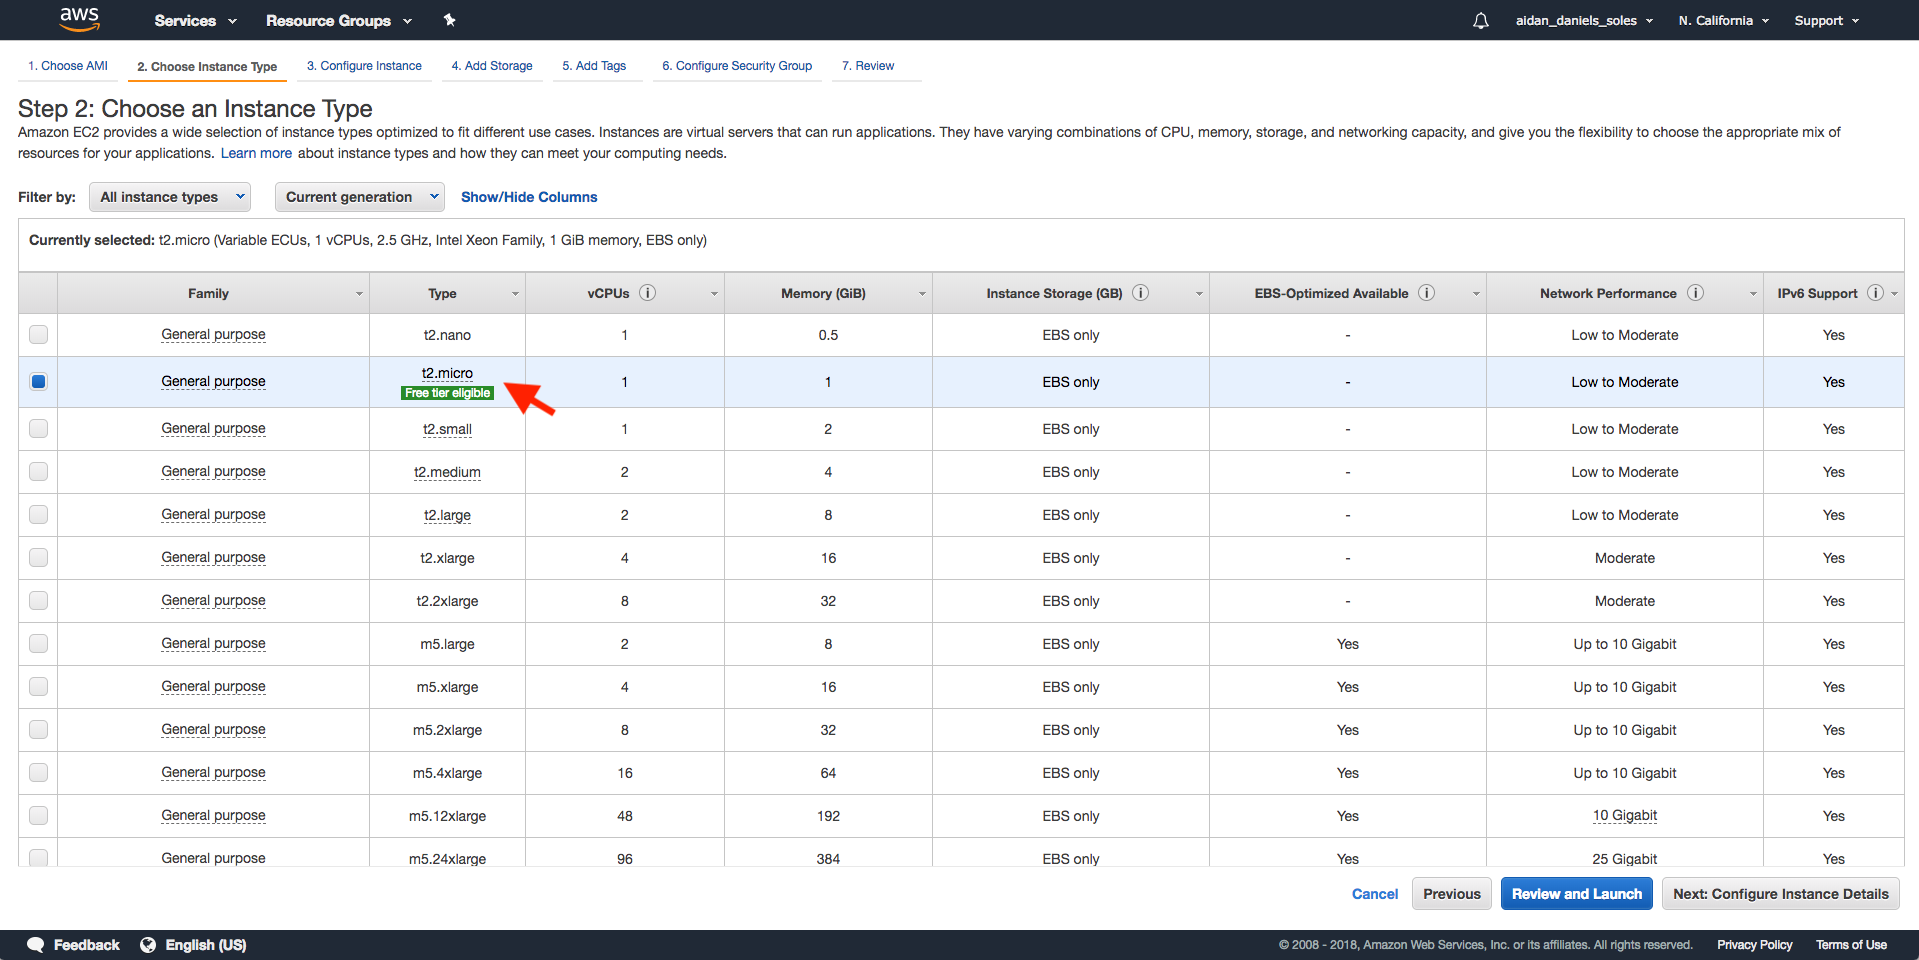 aws Services Resource Groups aidan_daniels_soles N. California Support
1. Choose AMI 2. Choose Instance Type 3. Configure Instance 4. Add Storage 5. Add Tags 6. Configure Security Group 7. Review
Step 2: Choose an Instance Type
Amazon EC2 provides a wide selection of instance types optimized to fit different use cases. Instances are virtual servers that can run applications. They have varying combinations of CPU, memory, storage, and networking capacity, and give you the flexibility to choose the appropriate mix of
resources for your applications. Learn more about instance types and how they can meet your computing needs.
Filter by: All instance types Current generation Show/Hide Columns
Currently selected: t2.micro (Variable ECUs, 1 vCPUs, 2.5 GHz, Intel Xeon Family, 1 GiB memory, EBS only)
Family Type vCPUs i Memory (GiB) Instance Storage (GB) i EBS-Optimized Available i Network Performance i IPv6 Support i
General purpose t2.nano 1 0.5 EBS only - Low to Moderate Yes
General purpose t2.micro 1 1 EBS only - Low to Moderate Yes
Free tier eligible
General purpose t2.small 1 2 EBS only - Low to Moderate Yes
General purpose t2.medium 2 4 EBS only - Low to Moderate Yes
General purpose t2.large 2 8 EBS only - Low to Moderate Yes
General purpose t2.xlarge 4 16 EBS only - Moderate Yes
General purpose t2.2xlarge 8 32 EBS only - Moderate Yes
General purpose m5.large 2 8 EBS only Yes Up to 10 Gigabit Yes
General purpose m5.xlarge 4 16 EBS only Yes Up to 10 Gigabit Yes
General purpose m5.2xlarge 8 32 EBS only Yes Up to 10 Gigabit Yes
General purpose m5.4xlarge 16 64 EBS only Yes Up to 10 Gigabit Yes
General purpose m5.12xlarge 48 192 EBS only Yes 10 Gigabit Yes
General purpose m5.24xlarge 96 384 EBS only Yes 25 Gigabit Yes
Cancel Previous Review and Launch Next: Configure Instance Details
Feedback English (US) © 2008 - 2018, Amazon Web Services, Inc. or its affiliates. All rights reserved. Privacy Policy Terms of Use